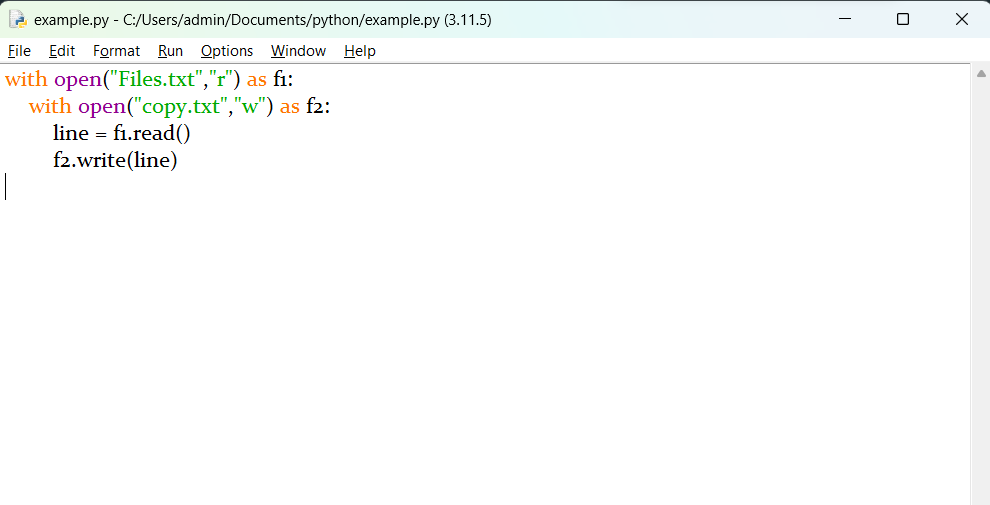 example.py - C:/Users/admin/Documents/python/example.py (3.11.5)
File Edit Format Run Options Window Help
with open("Files.txt","r") as f1:
    with open("copy.txt","w") as f2:
        line = f1.read()
        f2.write(line)